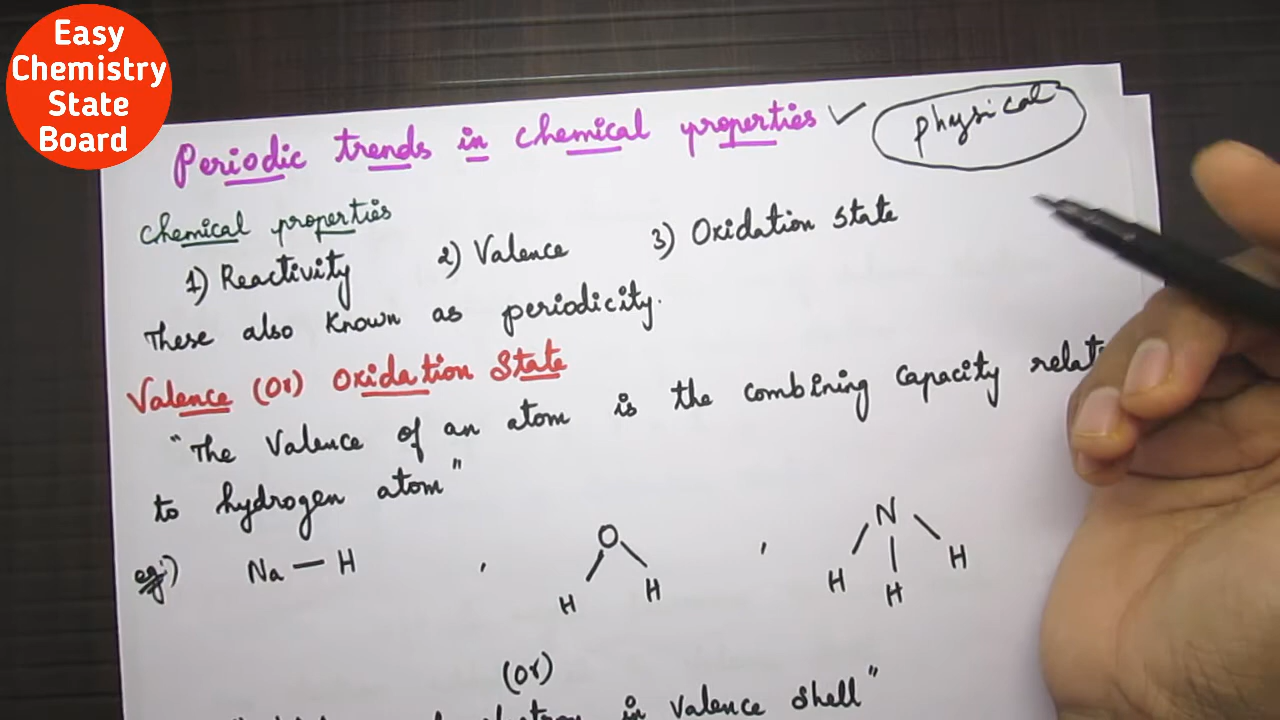 Easy
Chemistry
State
Board
Periodic trends in chemical properties ✓ physical
chemical properties
1) Reactivity 2) Valence 3) Oxidation State
These also known as periodicity.
Valence (or) Oxidation State
"The Valence of an atom is the combining capacity relat
to hydrogen atom"
eg:) Na — H , O , N
H H H H H
(or)
in valence shell"